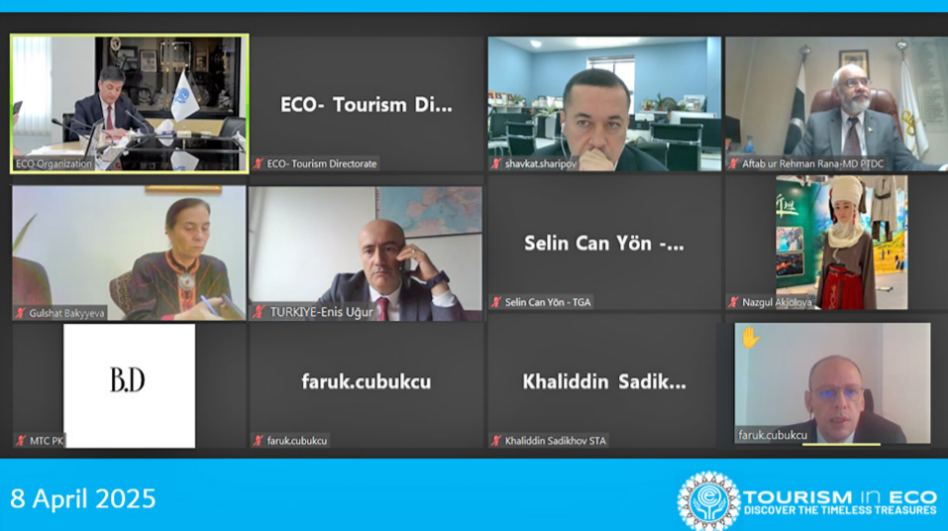 ECO-Organization
ECO- Tourism Di...
ECO- Tourism Directorate
shavkat.sharipov
Aftab ur Rehman Rana-MD PTDC
Gulshat Bakyyeva
TURKIYE-Enis Uğur
Selin Can Yön -...
Selin Can Yön - TGA
Nazgul Akjolova
B.D
MTC PK
faruk.cubukcu
faruk.cubukcu
Khaliddin Sadik...
Khaliddin Sadikhov STA
faruk.cubukcu
8 April 2025
TOURISM in ECO
DISCOVER THE TIMELESS TREASURES